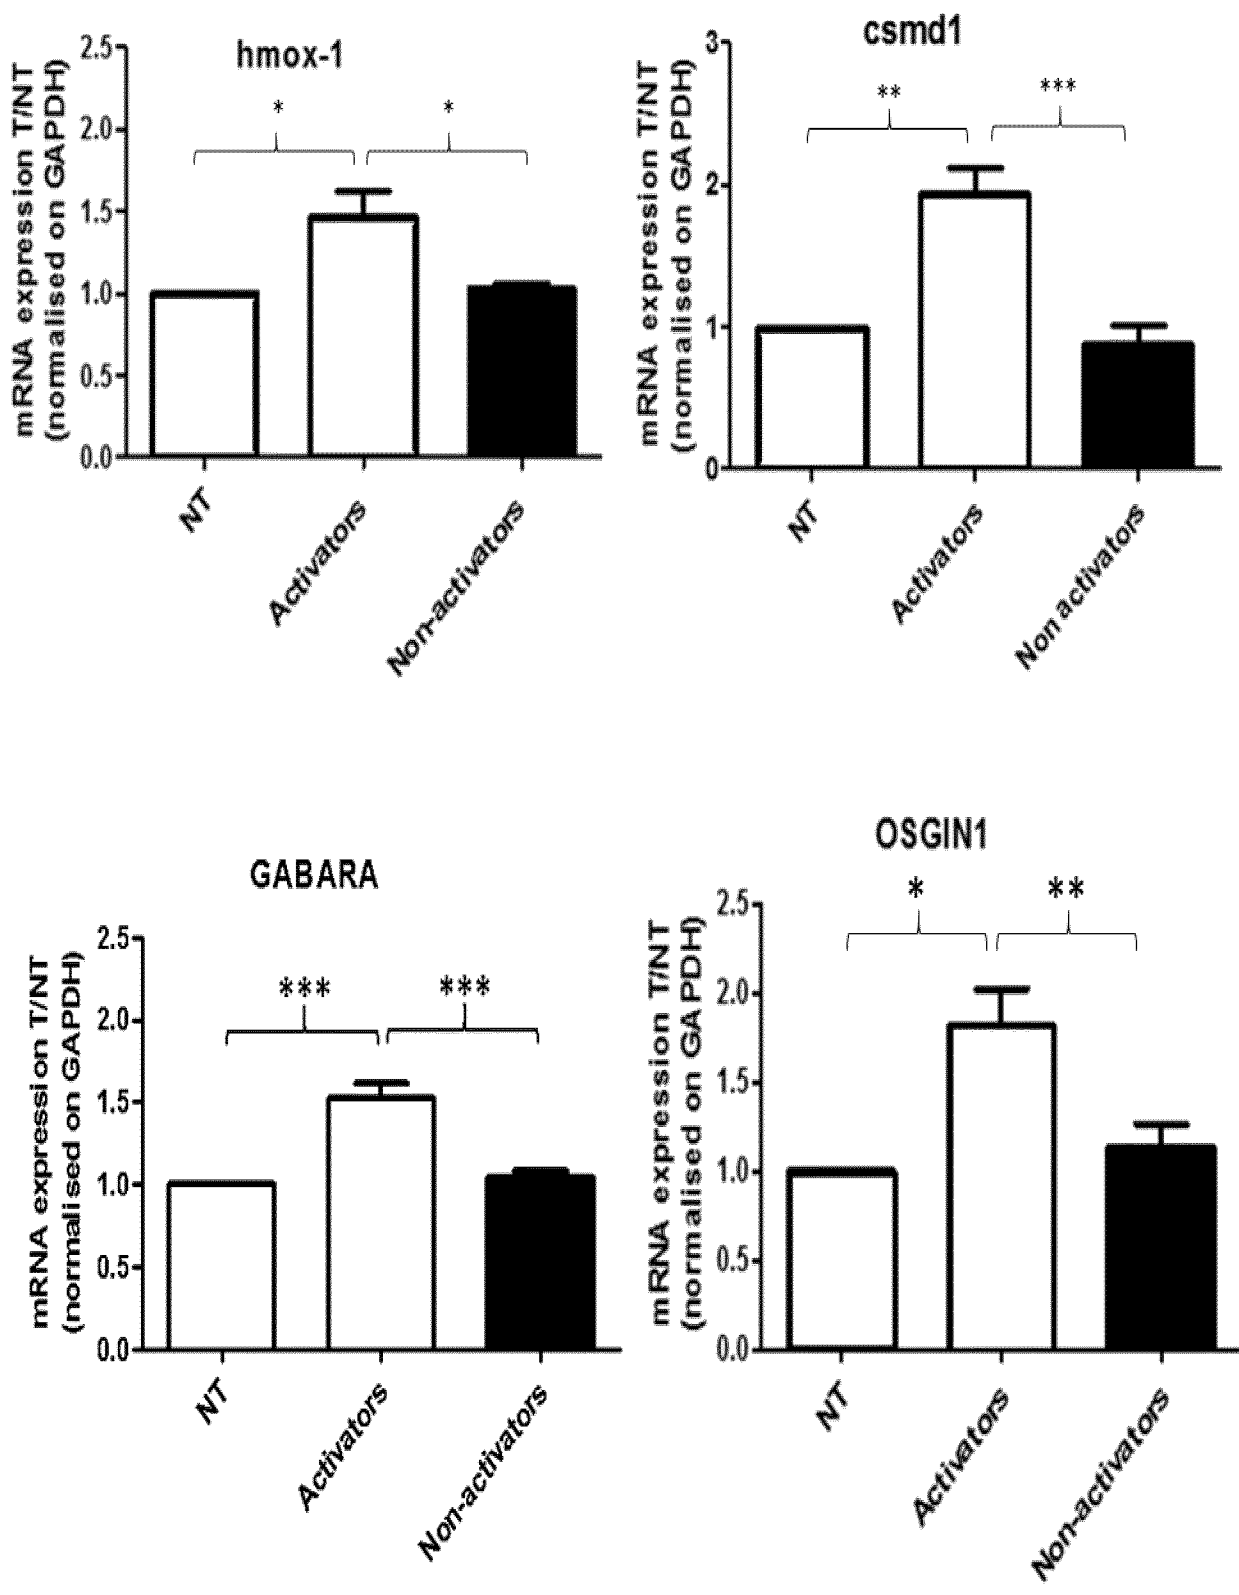 hmox-1
mRNA expression T/NT
(normalised on GAPDH)
2.5
2.0
1.5
1.0
0.5
0.0
*
*
NT
Activators
Non-activators
csmd1
mRNA expression T/NT
(normalised on GAPDH)
3
2
1
0
**
***
NT
Activators
Non activators
GABARA
mRNA expression T/NT
(normalised on GAPDH)
2.5
2.0
1.5
1.0
0.5
0.0
***
***
NT
Activators
Non-activators
OSGIN1
mRNA expression T/NT
(normalised on GAPDH)
2.5
2.0
1.5
1.0
0.5
0.0
*
**
NT
Activators
Non-activators